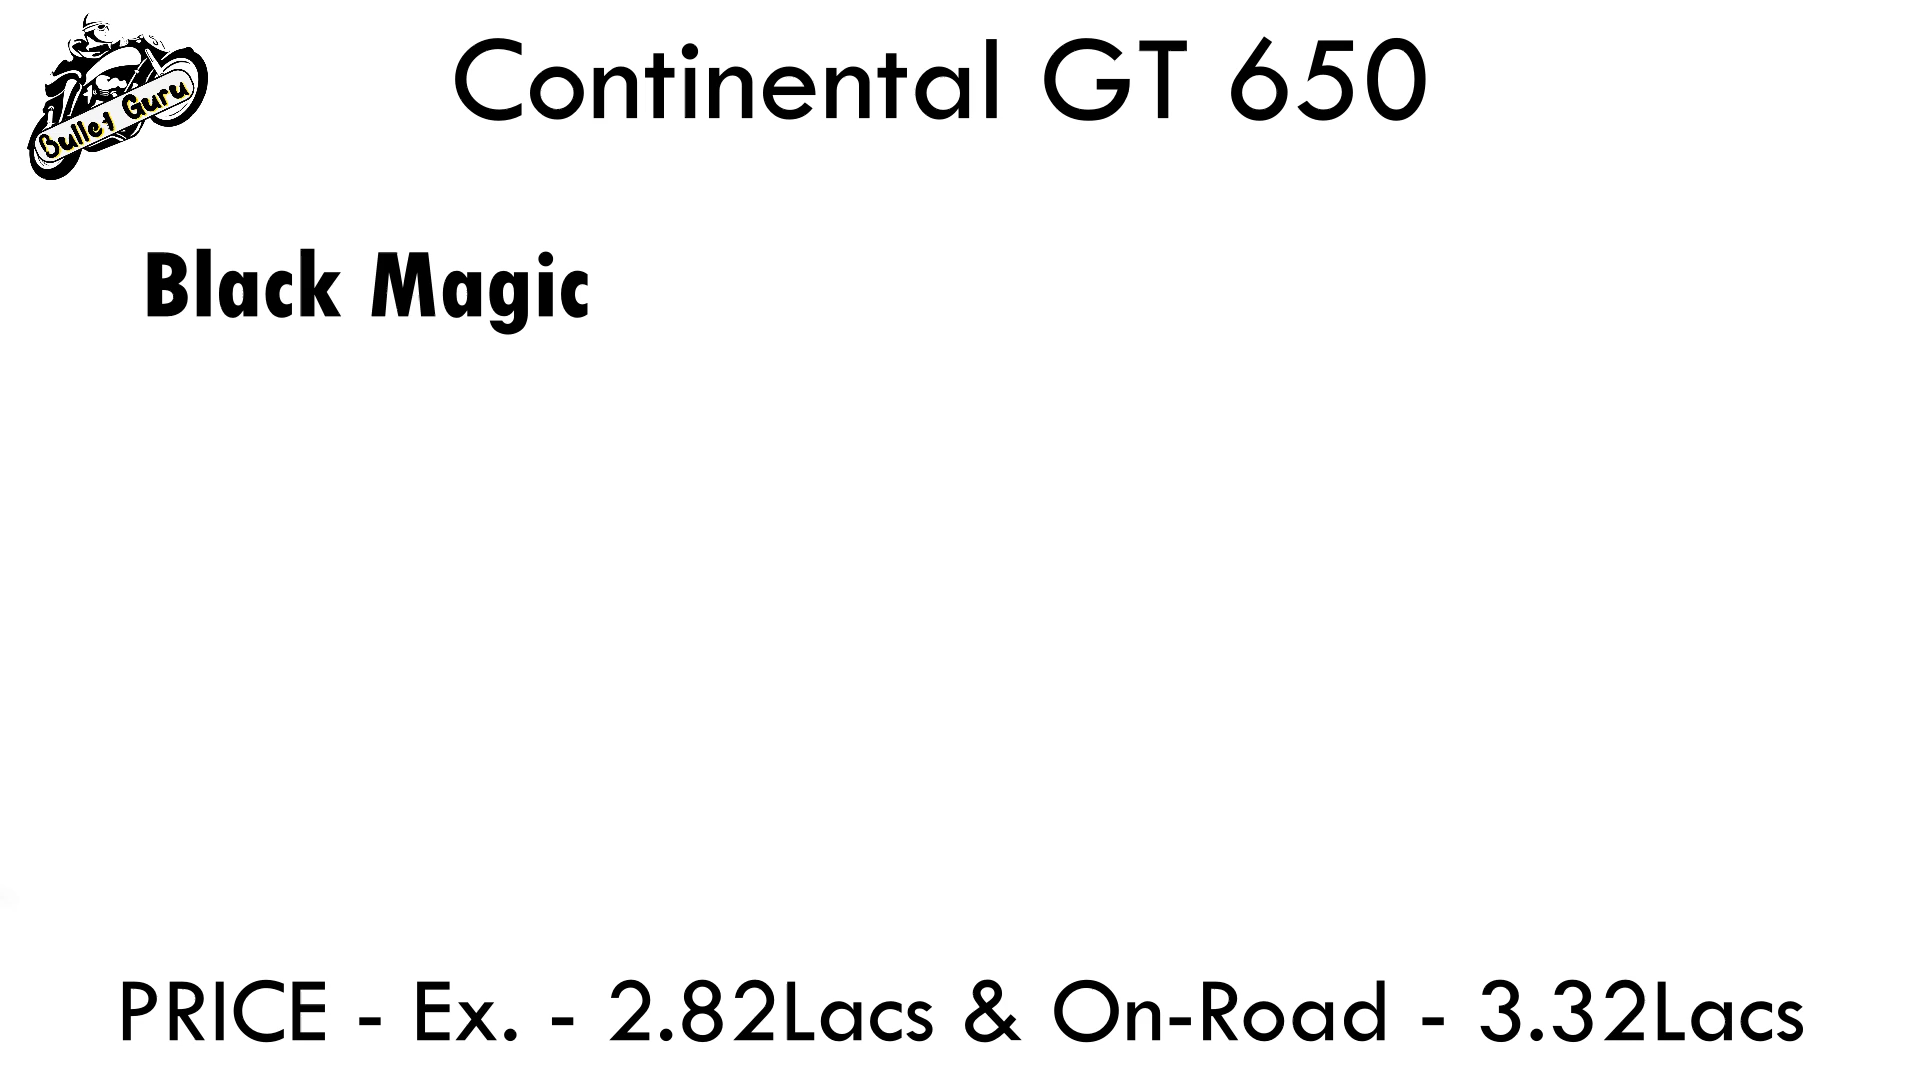 Bullet Guru
Continental GT 650
Black Magic
PRICE - Ex. - 2.82Lacs & On-Road - 3.32Lacs